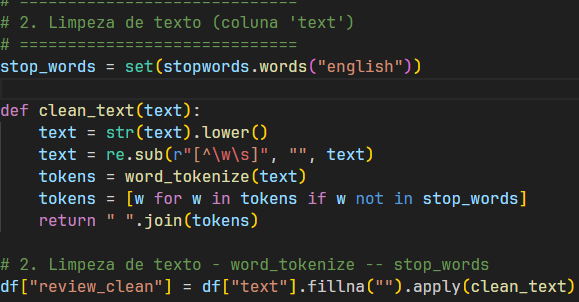 # ============================
# 2. Limpeza de texto (coluna 'text')
# ============================
stop_words = set(stopwords.words("english"))
def clean_text(text):
    text = str(text).lower()
    text = re.sub(r"[^\w\s]", "", text)
    tokens = word_tokenize(text)
    tokens = [w for w in tokens if w not in stop_words]
    return " ".join(tokens)
# 2. Limpeza de texto - word_tokenize -- stop_words
df["review_clean"] = df["text"].fillna("").apply(clean_text)